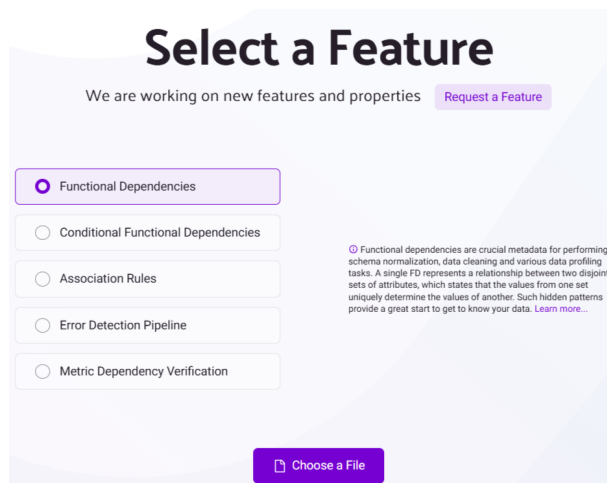 Select a Feature
We are working on new features and properties Request a Feature
Functional Dependencies
Conditional Functional Dependencies
Association Rules
Error Detection Pipeline
Metric Dependency Verification
Functional dependencies are crucial metadata for performing
schema normalization, data cleaning and various data profiling
tasks. A single FD represents a relationship between two disjoint
sets of attributes, which states that the values from one set
uniquely determine the values of another. Such hidden patterns
provide a great start to get to know your data. Learn more...
Choose a File